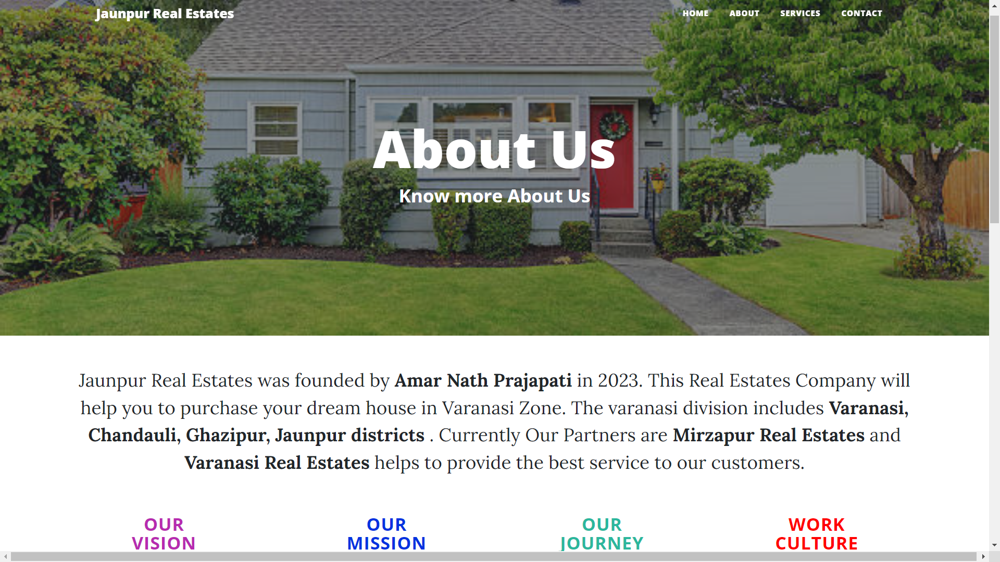 Jaunpur Real Estates
HOME ABOUT SERVICES CONTACT
About Us
Know more About Us
Jaunpur Real Estates was founded by Amar Nath Prajapati in 2023. This Real Estates Company will
help you to purchase your dream house in Varanasi Zone. The varanasi division includes Varanasi,
Chandauli, Ghazipur, Jaunpur districts . Currently Our Partners are Mirzapur Real Estates and
Varanasi Real Estates helps to provide the best service to our customers.
OUR VISION
OUR MISSION
OUR JOURNEY
WORK CULTURE